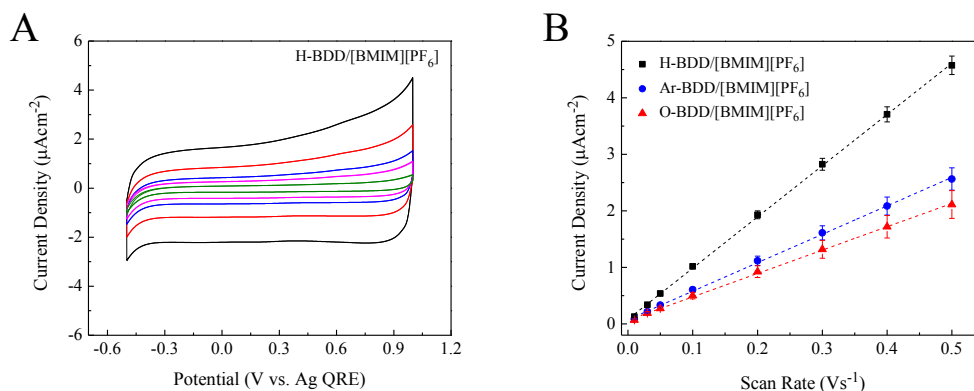 A
H-BDD/[BMIM][PF₆]
6
4
2
0
-2
-4
-6
Current Density (µAcm⁻²)
-0.6 -0.3 0.0 0.3 0.6 0.9 1.2
Potential (V vs. Ag QRE)
B
H-BDD/[BMIM][PF₆]
Ar-BDD/[BMIM][PF₆]
O-BDD/[BMIM][PF₆]
5
4
3
2
1
0
Current Density (µAcm⁻²)
0.0 0.1 0.2 0.3 0.4 0.5
Scan Rate (Vs⁻¹)